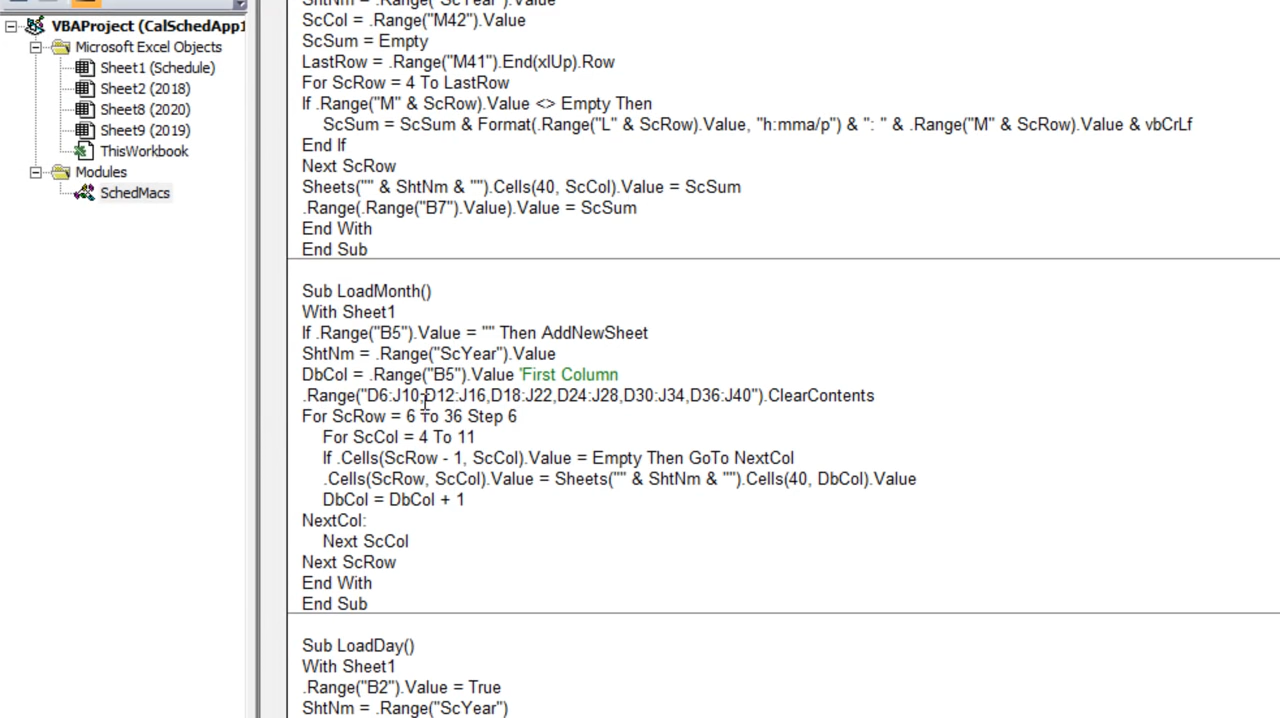 VBAProject (CalSchedApp1
Microsoft Excel Objects
Sheet1 (Schedule)
Sheet2 (2018)
Sheet8 (2020)
Sheet9 (2019)
ThisWorkbook
Modules
SchedMacs
ShtNm = .Range("ScYear").Value
ScCol = .Range("M42").Value
ScSum = Empty
LastRow = .Range("M41").End(xlUp).Row
For ScRow = 4 To LastRow
If .Range("M" & ScRow).Value <> Empty Then
ScSum = ScSum & Format(.Range("L" & ScRow).Value, "h:mma/p") & ": " & .Range("M" & ScRow).Value & vbCrLf
End If
Next ScRow
Sheets("" & ShtNm & "").Cells(40, ScCol).Value = ScSum
.Range(.Range("B7").Value).Value = ScSum
End With
End Sub
Sub LoadMonth()
With Sheet1
If .Range("B5").Value = "" Then AddNewSheet
ShtNm = .Range("ScYear").Value
DbCol = .Range("B5").Value 'First Column
.Range("D6:J10,D12:J16,D18:J22,D24:J28,D30:J34,D36:J40").ClearContents
For ScRow = 6 To 36 Step 6
For ScCol = 4 To 11
If .Cells(ScRow - 1, ScCol).Value = Empty Then GoTo NextCol
.Cells(ScRow, ScCol).Value = Sheets("" & ShtNm & "").Cells(40, DbCol).Value
DbCol = DbCol + 1
NextCol:
Next ScCol
Next ScRow
End With
End Sub
Sub LoadDay()
With Sheet1
.Range("B2").Value = True
ShtNm = .Range("ScYear")